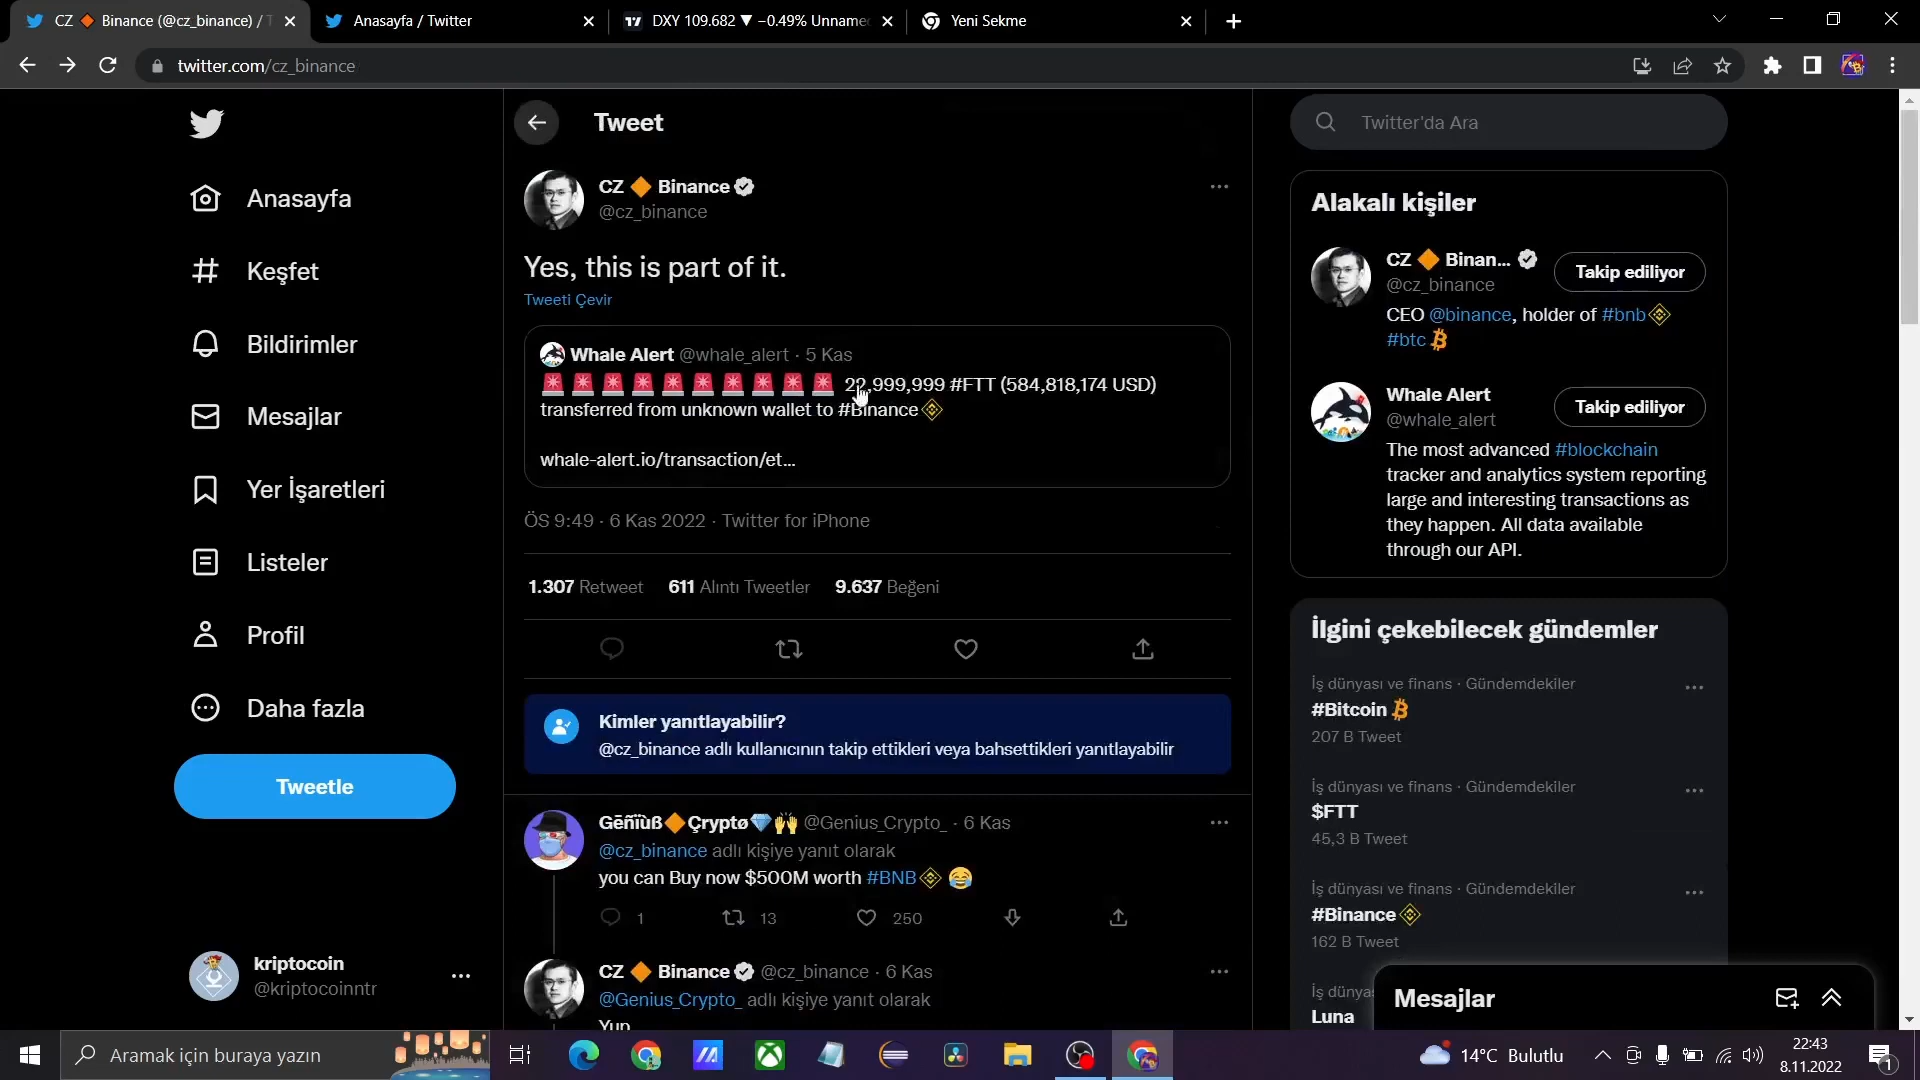 CZ 🔶 Binance (@cz_binance) / T
Anasayfa / Twitter
DXY 109.682 ▼ −0.49% Unname
Yeni Sekme
twitter.com/cz_binance
Tweet
Twitter'da Ara
CZ 🔶 Binance
@cz_binance
Anasayfa
Keşfet
Bildirimler
Mesajlar
Yer İşaretleri
Listeler
Profil
Daha fazla
Tweetle
kriptocoin
@kriptocoinntr
Yes, this is part of it.
Tweeti Çevir
Whale Alert @whale_alert · 5 Kas
🚨 🚨 🚨 🚨 🚨 🚨 🚨 🚨 🚨 🚨 22,999,999 #FTT (584,818,174 USD)
transferred from unknown wallet to #Binance
whale-alert.io/transaction/et...
ÖS 9:49 · 6 Kas 2022 · Twitter for iPhone
1.307 Retweet 611 Alıntı Tweetler 9.637 Beğeni
Kimler yanıtlayabilir?
@cz_binance adlı kullanıcının takip ettikleri veya bahsettikleri yanıtlayabilir
Gēñïùß🔶Çryptø💎🙌 @Genius_Crypto_ · 6 Kas
@cz_binance adlı kişiye yanıt olarak
you can Buy now $500M worth #BNB 😂
1 13 250
CZ 🔶 Binance @cz_binance · 6 Kas
@Genius_Crypto_ adlı kişiye yanıt olarak
Yup
Alakalı kişiler
CZ 🔶 Binan...
@cz_binance
Takip ediliyor
CEO @binance, holder of #bnb
#btc
Whale Alert
@whale_alert
Takip ediliyor
The most advanced #blockchain
tracker and analytics system reporting
large and interesting transactions as
they happen. All data available
through our API.
İlgini çekebilecek gündemler
İş dünyası ve finans · Gündemdekiler
#Bitcoin
207 B Tweet
İş dünyası ve finans · Gündemdekiler
$FTT
45,3 B Tweet
İş dünyası ve finans · Gündemdekiler
#Binance
162 B Tweet
İş dünya
Luna
Mesajlar
Aramak için buraya yazın
14°C Bulutlu
22:43
8.11.2022
1